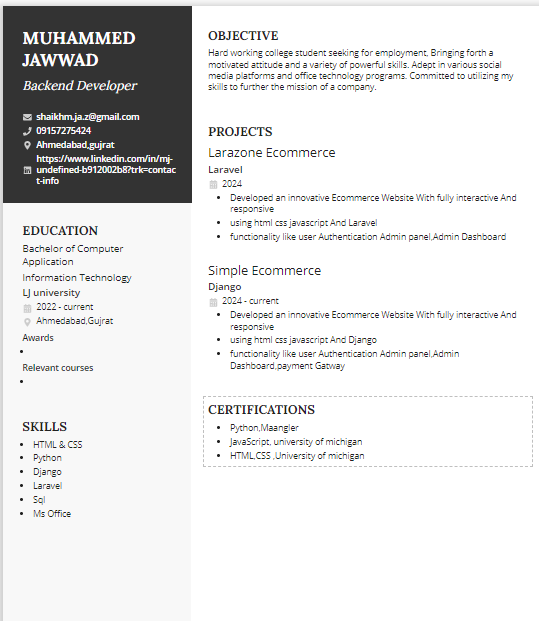 MUHAMMED
JAWWAD
Backend Developer
shaikhm.ja.z@gmail.com
09157275424
Ahmedabad,gujrat
https://www.linkedin.com/in/mj-
undefined-b912002b8?trk=contac
t-info
EDUCATION
Bachelor of Computer
Application
Information Technology
LJ university
2022 - current
Ahmedabad,Gujrat
Awards
•
Relevant courses
•
SKILLS
• HTML & CSS
• Python
• Django
• Laravel
• Sql
• Ms Office
OBJECTIVE
Hard working college student seeking for employment, Bringing forth a
motivated attitude and a variety of powerful skills. Adept in various social
media platforms and office technology programs. Committed to utilizing my
skills to further the mission of a company.
PROJECTS
Larazone Ecommerce
Laravel
2024
• Developed an innovative Ecommerce Website With fully interactive And
responsive
• using html css javascript And Laravel
• functionality like user Authentication Admin panel,Admin Dashboard
Simple Ecommerce
Django
2024 - current
• Developed an innovative Ecommerce Website With fully interactive And
responsive
• using html css javascript And Django
• functionality like user Authentication Admin panel,Admin
Dashboard,payment Gatway
CERTIFICATIONS
• Python,Maangler
• JavaScript, university of michigan
• HTML,CSS ,University of michigan